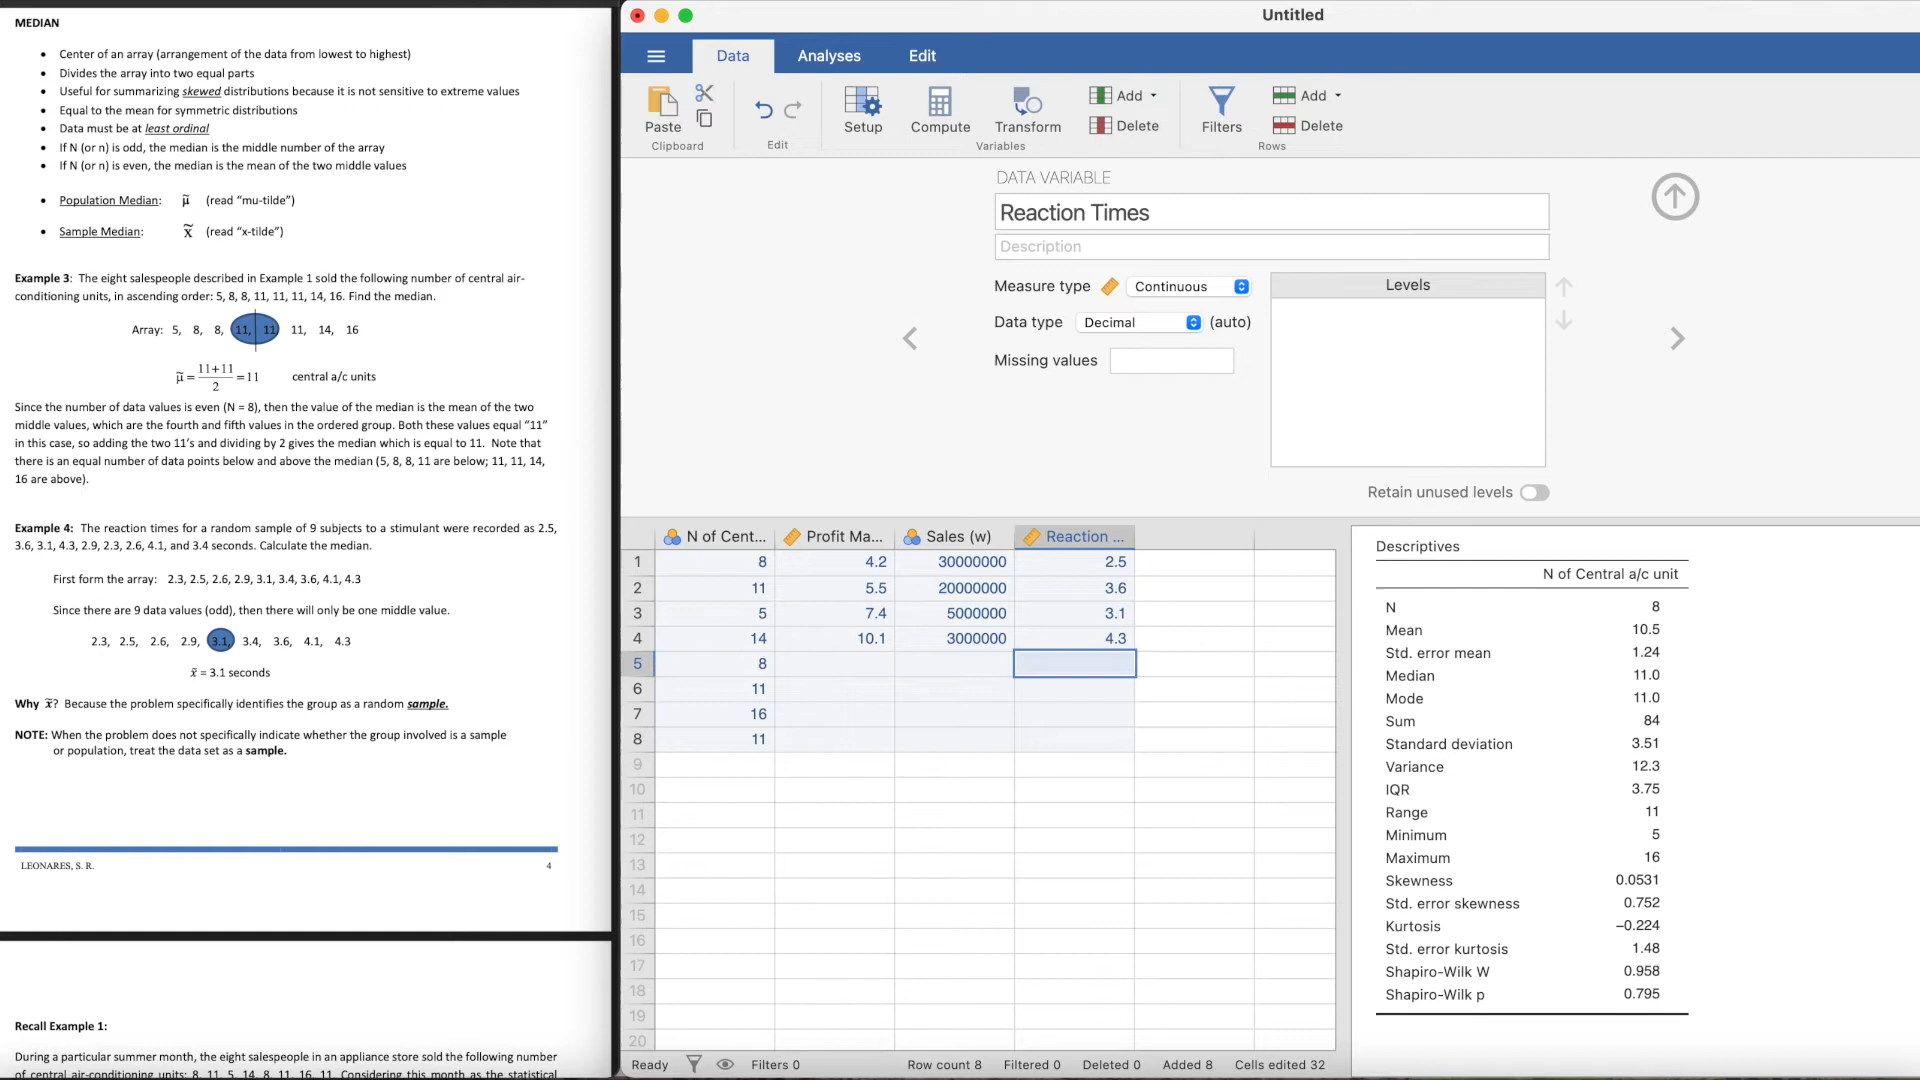 MEDIAN
• Center of an array (arrangement of the data from lowest to highest)
• Divides the array into two equal parts
• Useful for summarizing skewed distributions because it is not sensitive to extreme values
• Equal to the mean for symmetric distributions
• Data must be at least ordinal
• If N (or n) is odd, the median is the middle number of the array
• If N (or n) is even, the median is the mean of the two middle values
• Population Median: μ̃ (read “mu-tilde”)
• Sample Median: x̃ (read “x-tilde”)
Example 3: The eight salespeople described in Example 1 sold the following number of central air-
conditioning units, in ascending order: 5, 8, 8, 11, 11, 11, 14, 16. Find the median.
Array: 5, 8, 8, 11, 11 11, 14, 16
μ̃ = 11+11 / 2 = 11 central a/c units
Since the number of data values is even (N = 8), then the value of the median is the mean of the two
middle values, which are the fourth and fifth values in the ordered group. Both these values equal “11”
in this case, so adding the two 11’s and dividing by 2 gives the median which is equal to 11. Note that
there is an equal number of data points below and above the median (5, 8, 8, 11 are below; 11, 11, 14,
16 are above).
Example 4: The reaction times for a random sample of 9 subjects to a stimulant were recorded as 2.5,
3.6, 3.1, 4.3, 2.9, 2.3, 2.6, 4.1, and 3.4 seconds. Calculate the median.
First form the array: 2.3, 2.5, 2.6, 2.9, 3.1, 3.4, 3.6, 4.1, 4.3
Since there are 9 data values (odd), then there will only be one middle value.
2.3, 2.5, 2.6, 2.9, 3.1, 3.4, 3.6, 4.1, 4.3
x̃ = 3.1 seconds
Why x̃? Because the problem specifically identifies the group as a random sample.
NOTE: When the problem does not specifically indicate whether the group involved is a sample
or population, treat the data set as a sample.
LEONARES, S. R. 4
Recall Example 1:
During a particular summer month, the eight salespeople in an appliance store sold the following number
of central air-conditioning units: 8, 11, 5, 14, 8, 11, 16, 11. Considering this month as the statistical
Untitled
Data Analyses Edit
Paste Clipboard
Edit
Setup Compute Transform Add Delete Variables
Filters Add Delete Rows
DATA VARIABLE
Reaction Times
Description
Measure type Continuous
Data type Decimal (auto)
Missing values
Levels
Retain unused levels
N of Cent... Profit Ma... Sales (w) Reaction ...
1 8 4.2 30000000 2.5
2 11 5.5 20000000 3.6
3 5 7.4 5000000 3.1
4 14 10.1 3000000 4.3
5 8
6 11
7 16
8 11
9
10
11
12
13
14
15
16
17
18
19
20
Ready Filters 0 Row count 8 Filtered 0 Deleted 0 Added 8 Cells edited 32
Descriptives
N of Central a/c unit
N 8
Mean 10.5
Std. error mean 1.24
Median 11.0
Mode 11.0
Sum 84
Standard deviation 3.51
Variance 12.3
IQR 3.75
Range 11
Minimum 5
Maximum 16
Skewness 0.0531
Std. error skewness 0.752
Kurtosis −0.224
Std. error kurtosis 1.48
Shapiro-Wilk W 0.958
Shapiro-Wilk p 0.795